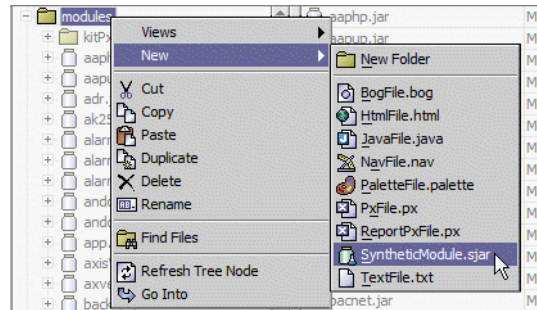 modules
aaphp.jar
kitPx
aapup.jar
Views
New
Cut
Copy
Paste
Duplicate
Delete
Rename
Find Files
Refresh Tree Node
Go Into
New Folder
BogFile.bog
HtmlFile.html
JavaFile.java
NavFile.nav
PaletteFile.palette
PxFile.px
ReportPxFile.px
SyntheticModule.sjar
TextFile.txt
bacnet.jar